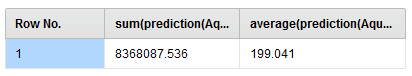 Row No. sum(prediction(Aq... average(prediction(Aqu...
1 8368087.536 199.041